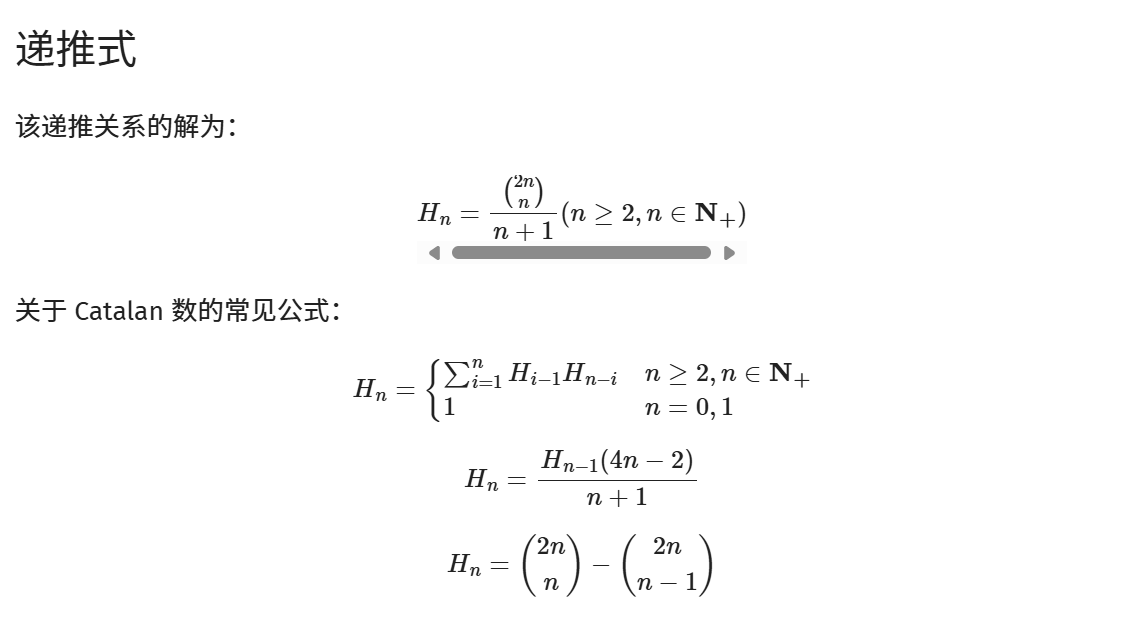 递推式
该递推关系的解为：
$H_n = \frac{\binom{2n}{n}}{n+1}(n \geq 2, n \in \mathbf{N}_+)$
关于 Catalan 数的常见公式：
$H_n = \begin{cases} \sum_{i=1}^{n} H_{i-1} H_{n-i} & n \geq 2, n \in \mathbf{N}_+ \\ 1 & n = 0, 1 \end{cases}$
$H_n = \frac{H_{n-1}(4n-2)}{n+1}$
$H_n = \binom{2n}{n} - \binom{2n}{n-1}$